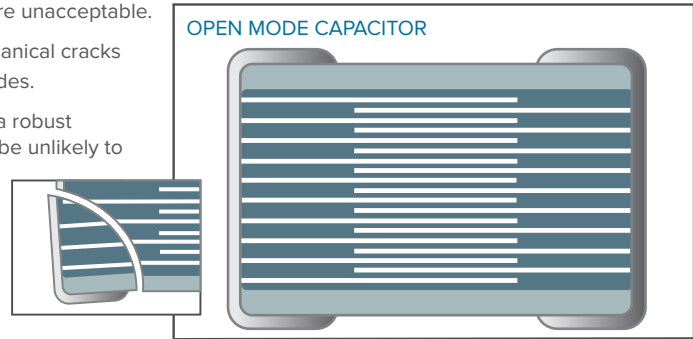 re unacceptable.
anical cracks
des.
a robust
be unlikely to
OPEN MODE CAPACITOR